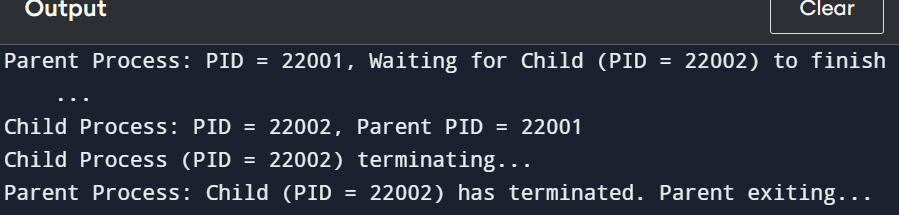 Output
Clear
Parent Process: PID = 22001, Waiting for Child (PID = 22002) to finish
...
Child Process: PID = 22002, Parent PID = 22001
Child Process (PID = 22002) terminating...
Parent Process: Child (PID = 22002) has terminated. Parent exiting...